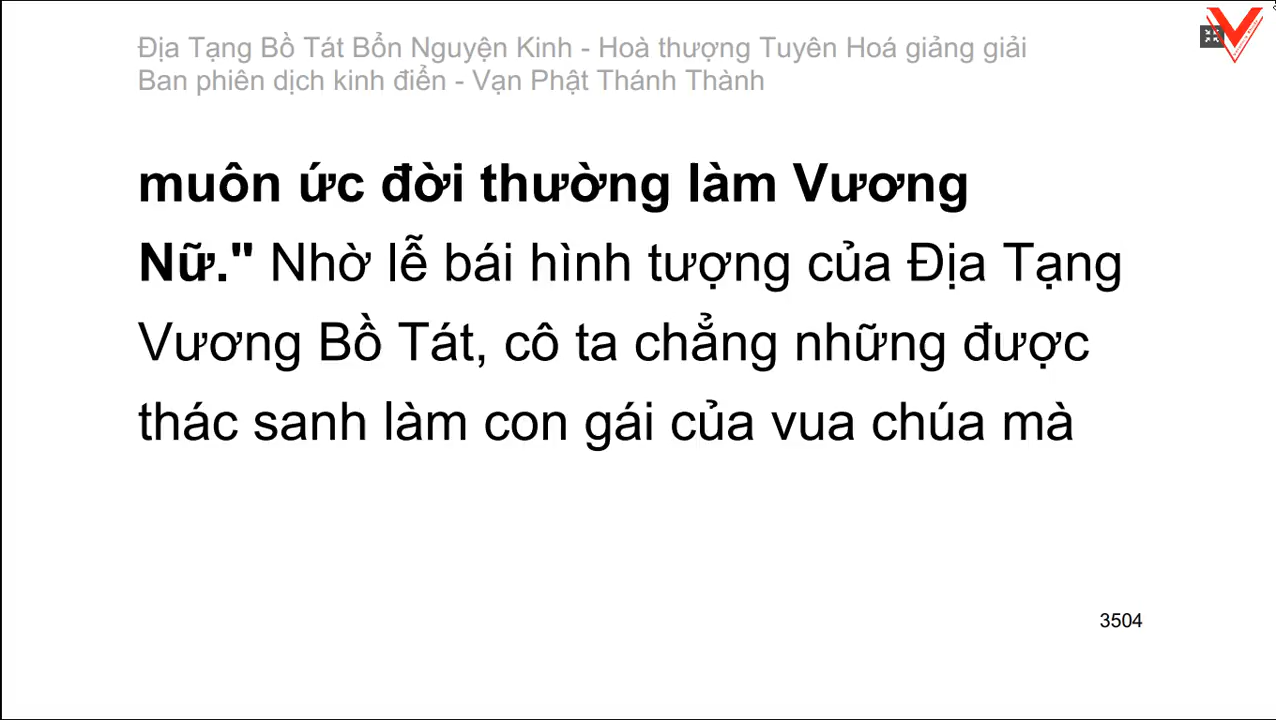 Địa Tạng Bồ Tát Bổn Nguyện Kinh - Hoà thượng Tuyên Hoá giảng giải
Ban phiên dịch kinh điển - Vạn Phật Thánh Thành
muôn ức đời thường làm Vương
Nữ." Nhờ lễ bái hình tượng của Địa Tạng
Vương Bồ Tát, cô ta chẳng những được
thác sanh làm con gái của vua chúa mà
3504